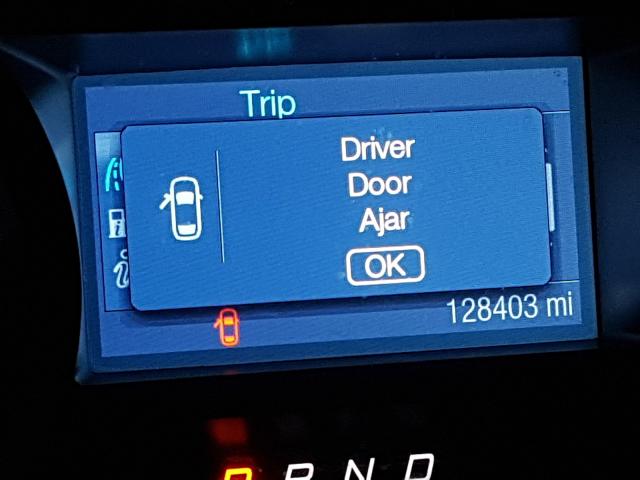 Trip
Driver
Door
Ajar
OK
128403 mi
P R N D